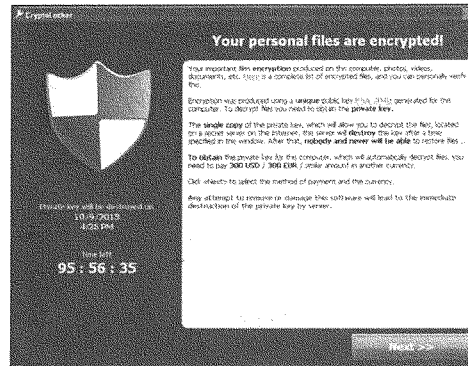 CryptoLocker
Your personal files are encrypted!
Your important files encryption produced on this computer: photos, videos,
documents, etc. Here is a complete list of encrypted files, and you can personally verify
this.
Encryption was produced using a unique public key generated for this
computer. To decrypt files you need to obtain the private key.
The single copy of the private key, which will allow you to decrypt the files, located
on a secret server on the Internet; the server will destroy the key after a time
specified in this window. After that, nobody and never will be able to restore files...
To obtain the private key for this computer, which will automatically decrypt files, you
need to pay 300 USD / 300 EUR / similar amount in another currency.
Click «Next» to select the method of payment and the currency.
Any attempt to remove or damage this software will lead to the immediate
destruction of the private key by server.
Private key will be destroyed on
10/9/2013
4:25 PM
Time left
95 : 56 : 35
Next >>